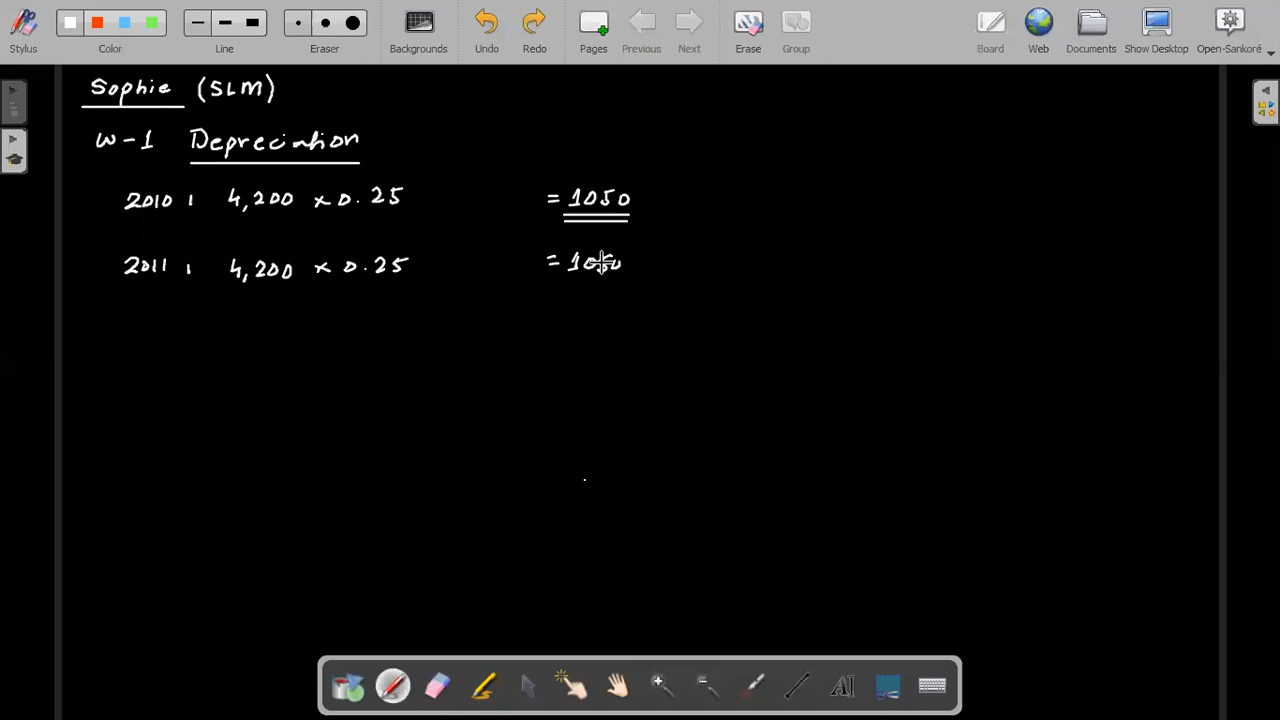 Stylus Color Line Eraser Backgrounds Undo Redo Pages Previous Next Erase Group Board Web Documents Show Desktop Open-Sankoré
Sophie (SLM)
W-1 Depreciation
2010 : 4,200 x 0.25 = 1050
2011 : 4,200 x 0.25 = 1050
AI